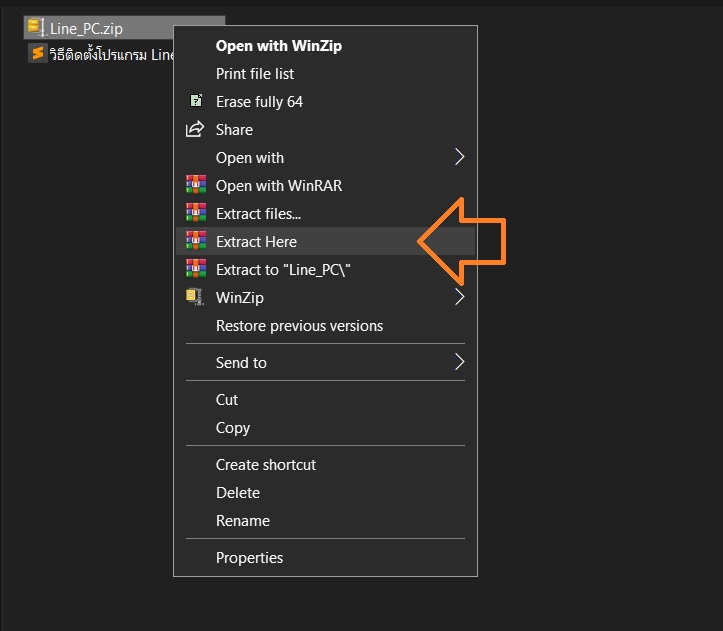 Line_PC.zip
วิธีติดตั้งโปรแกรม Line
Open with WinZip
Print file list
Erase fully 64
Share
Open with
Open with WinRAR
Extract files...
Extract Here
Extract to "Line_PC\"
WinZip
Restore previous versions
Send to
Cut
Copy
Create shortcut
Delete
Rename
Properties